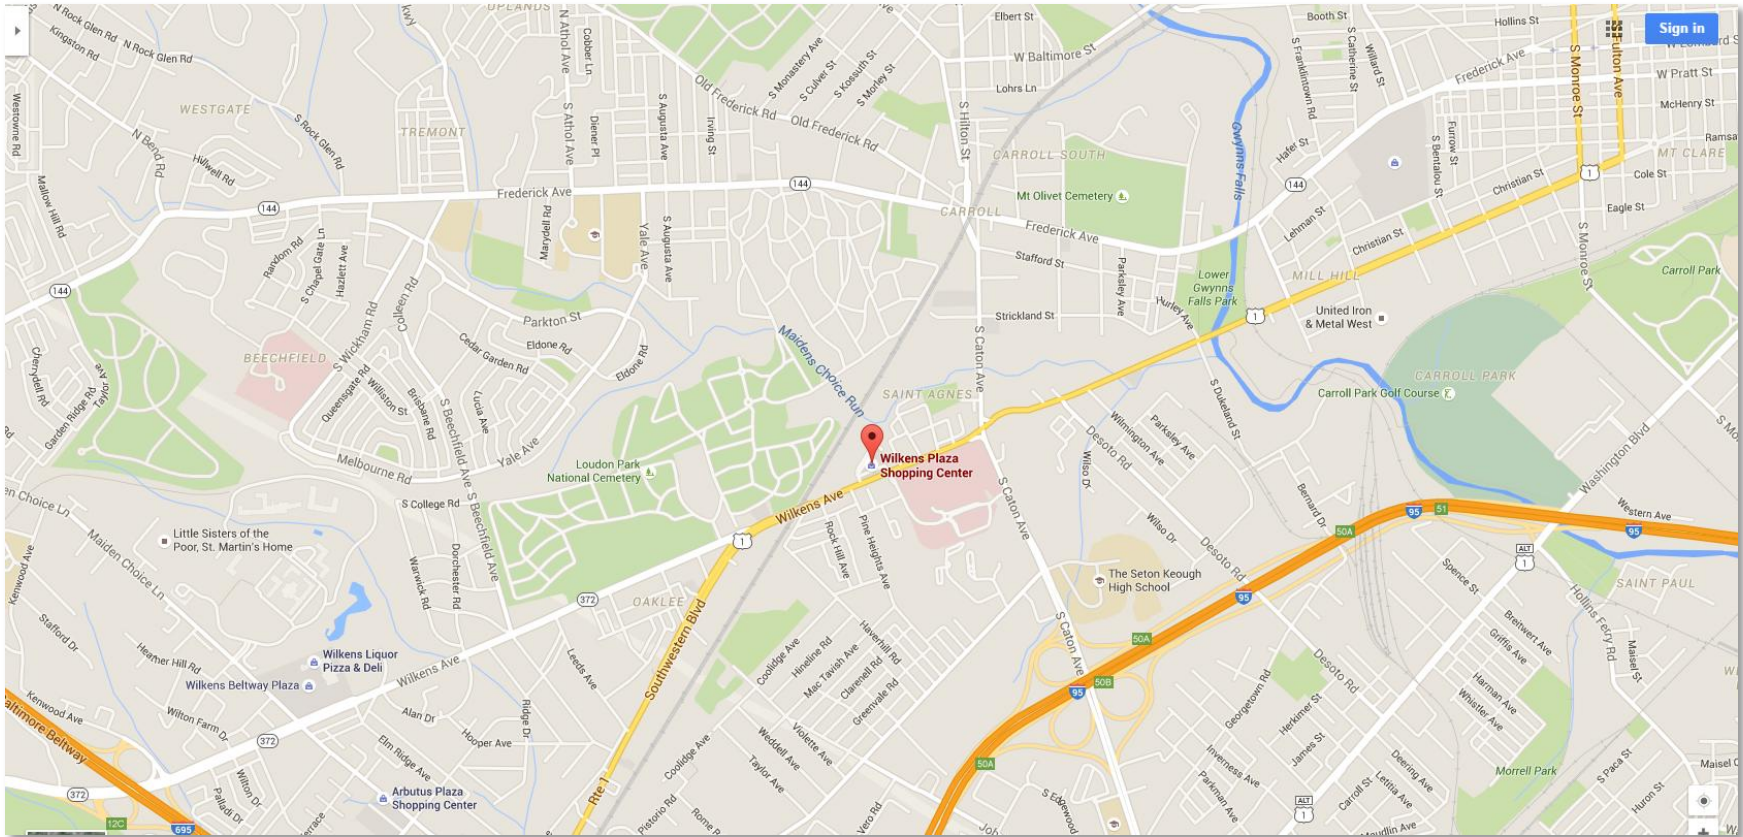 N Rock Glen Rd
UPLANDS
Elbert St
Booth St
Hollins St
Sign in
Kingston Rd
N Rock Glen Rd
N Athol Ave
Cobber Ln
S Monastery Ave
S Culver St
S Kossuth St
S Morley St
W Baltimore St
S Franklintown Rd
S Catherine St
Willard St
Frederick Ave
S Monroe St
Fulton Ave
W Pratt St
Lohrs Ln
McHenry St
Westowne Rd
WESTGATE
N Bend Rd
S Rock Glen Rd
TREMONT
S Athol Ave
Diener Pl
S Augusta Ave
Irving St
Old Frederick Rd
Old Frederick Rd
S Hilton St
Gwynns Falls
Hafer St
Furrow St
S Bentalou St
Ramsa
MT CLARE
Hillwell Rd
CARROLL SOUTH
Mallow Hill Rd
144
Frederick Ave
144
Mt Olivet Cemetery
144
Christian St
1
Cole St
CARROLL
Frederick Ave
Lehman St
Eagle St
Marydell Rd
Yale Ave
S Augusta Ave
Christian St
S Monroe St
Random Rd
S Chapel Gate Ln
Hazlett Ave
Stafford St
Parksley Ave
Lower
Gwynns
Falls Park
MILL HILL
Carroll Park
144
Colleen Rd
S Wickham Rd
Parkton St
Strickland St
Hurley Ave
1
United Iron
& Metal West
BEECHFIELD
Cedar Garden Rd
Eldone Rd
Eldone Rd
Maidens Choice Run
S Caton Ave
Cherrydell Rd
Garden Ridge Rd
Taylor Ave
Queensgate Rd
Williston St
Brisbane Rd
S Beechfield Ave
Lucia Ave
Yale Ave
SAINT AGNES
S Dukeland St
Carroll Park Golf Course
CARROLL PARK
Melbourne Rd
Loudon Park
National Cemetery
Wilkens Plaza
Shopping Center
Wilmington Ave
Parksley Ave
Desoto Rd
Wilso Dr
Washington Blvd
S Mo
en Choice Ln
S College Rd
S Beechfield Ave
Wilkens Ave
S Caton Ave
Bernard Dr
95
51
Western Ave
95
Little Sisters of the
Poor, St. Martin's Home
Maiden Choice Ln
1
Rock Hill Ave
Pine Heights Ave
Wilso Dr
Desoto Rd
50A
ALT
1
Kenwood Ave
Warwick Rd
Dorchester Rd
The Seton Keough
High School
95
Spence St
SAINT PAUL
Hollins Ferry Rd
372
OAKLEE
Stafford Dr
Wilkens Liquor
Pizza & Deli
Wilkens Beltway Plaza
Wilkens Ave
Leeds Ave
Southwestern Blvd
Coolidge Ave
Hineline Rd
Mac Tavish Ave
Haverhill Rd
Clarenell Rd
Greenvale Rd
S Caton Ave
50A
50B
95
Desoto Rd
Breitwert Ave
Griffis Ave
Maisel St
Georgetown Rd
Herkimer St
Harman Ave
Whistler Ave
Kenwood Ave
altimore Beltway
Wilton Farm Dr
Alan Dr
Hooper Ave
Ridge Dr
Elm Ridge Ave
372
372
Wilton Dr
Palladi Dr
Arbutus Plaza
Shopping Center
Rte 1
Coolidge Ave
Violette Ave
Weddell Ave
Taylor Ave
50A
Inverness Ave
James St
Parkman Ave
Deering Ave
Letitia Ave
Carroll St
Morrell Park
S Paca St
Maisel
Huron St
12C
695
Pistorio Rd
Vero Rd
ALT
1